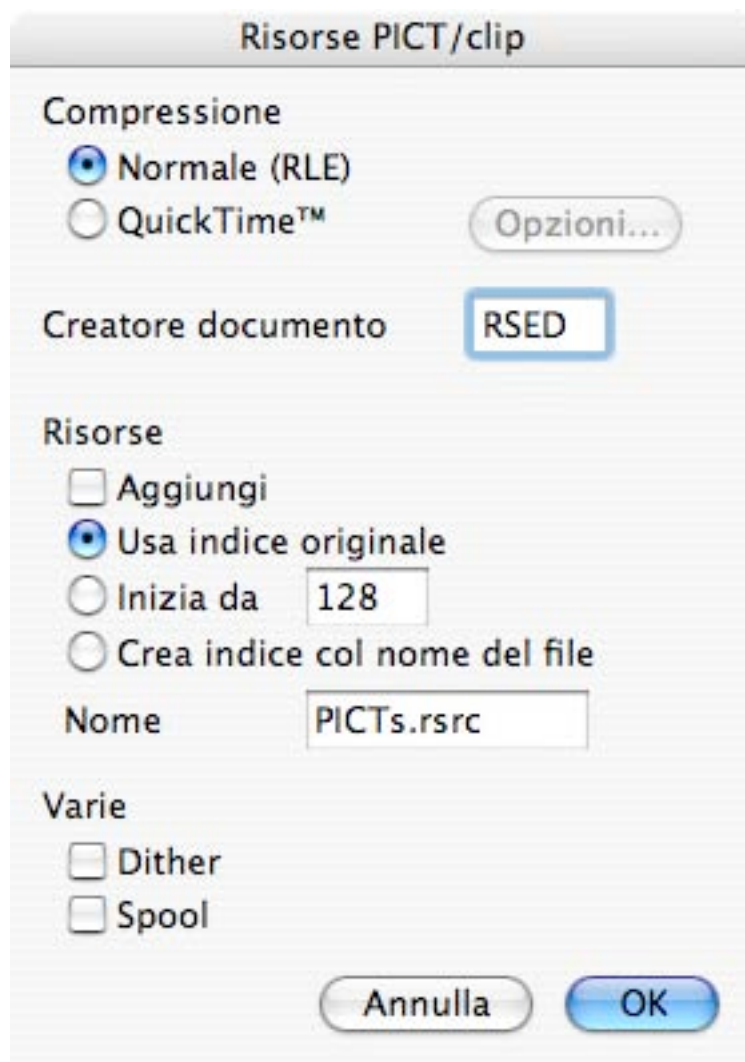 Risorse PICT/clip
Compressione
Normale (RLE)
QuickTime™ Opzioni...
Creatore documento RSED
Risorse
Aggiungi
Usa indice originale
Inizia da 128
Crea indice col nome del file
Nome PICTs.rsrc
Varie
Dither
Spool
Annulla OK